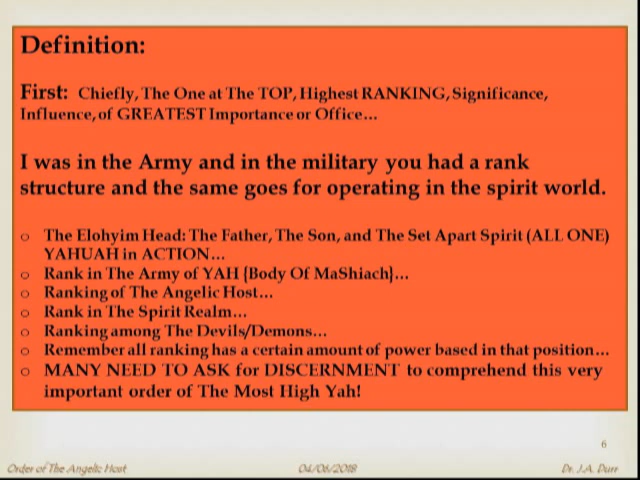 Definition:
First: Chiefly, The One at The TOP, Highest RANKING, Significance,
Influence, of GREATEST Importance or Office...
I was in the Army and in the military you had a rank
structure and the same goes for operating in the spirit world.
o The Elohyim Head: The Father, The Son, and The Set Apart Spirit (ALL ONE)
YAHUAH in ACTION...
o Rank in The Army of YAH {Body Of MaShiach}...
o Ranking of The Angelic Host...
o Rank in The Spirit Realm...
o Ranking among The Devils/Demons...
o Remember all ranking has a certain amount of power based in that position...
o MANY NEED TO ASK for DISCERNMENT to comprehend this very
important order of The Most High Yah!
6
Order of The Angelic Host 04/06/2018 Dr. J.A. Durr